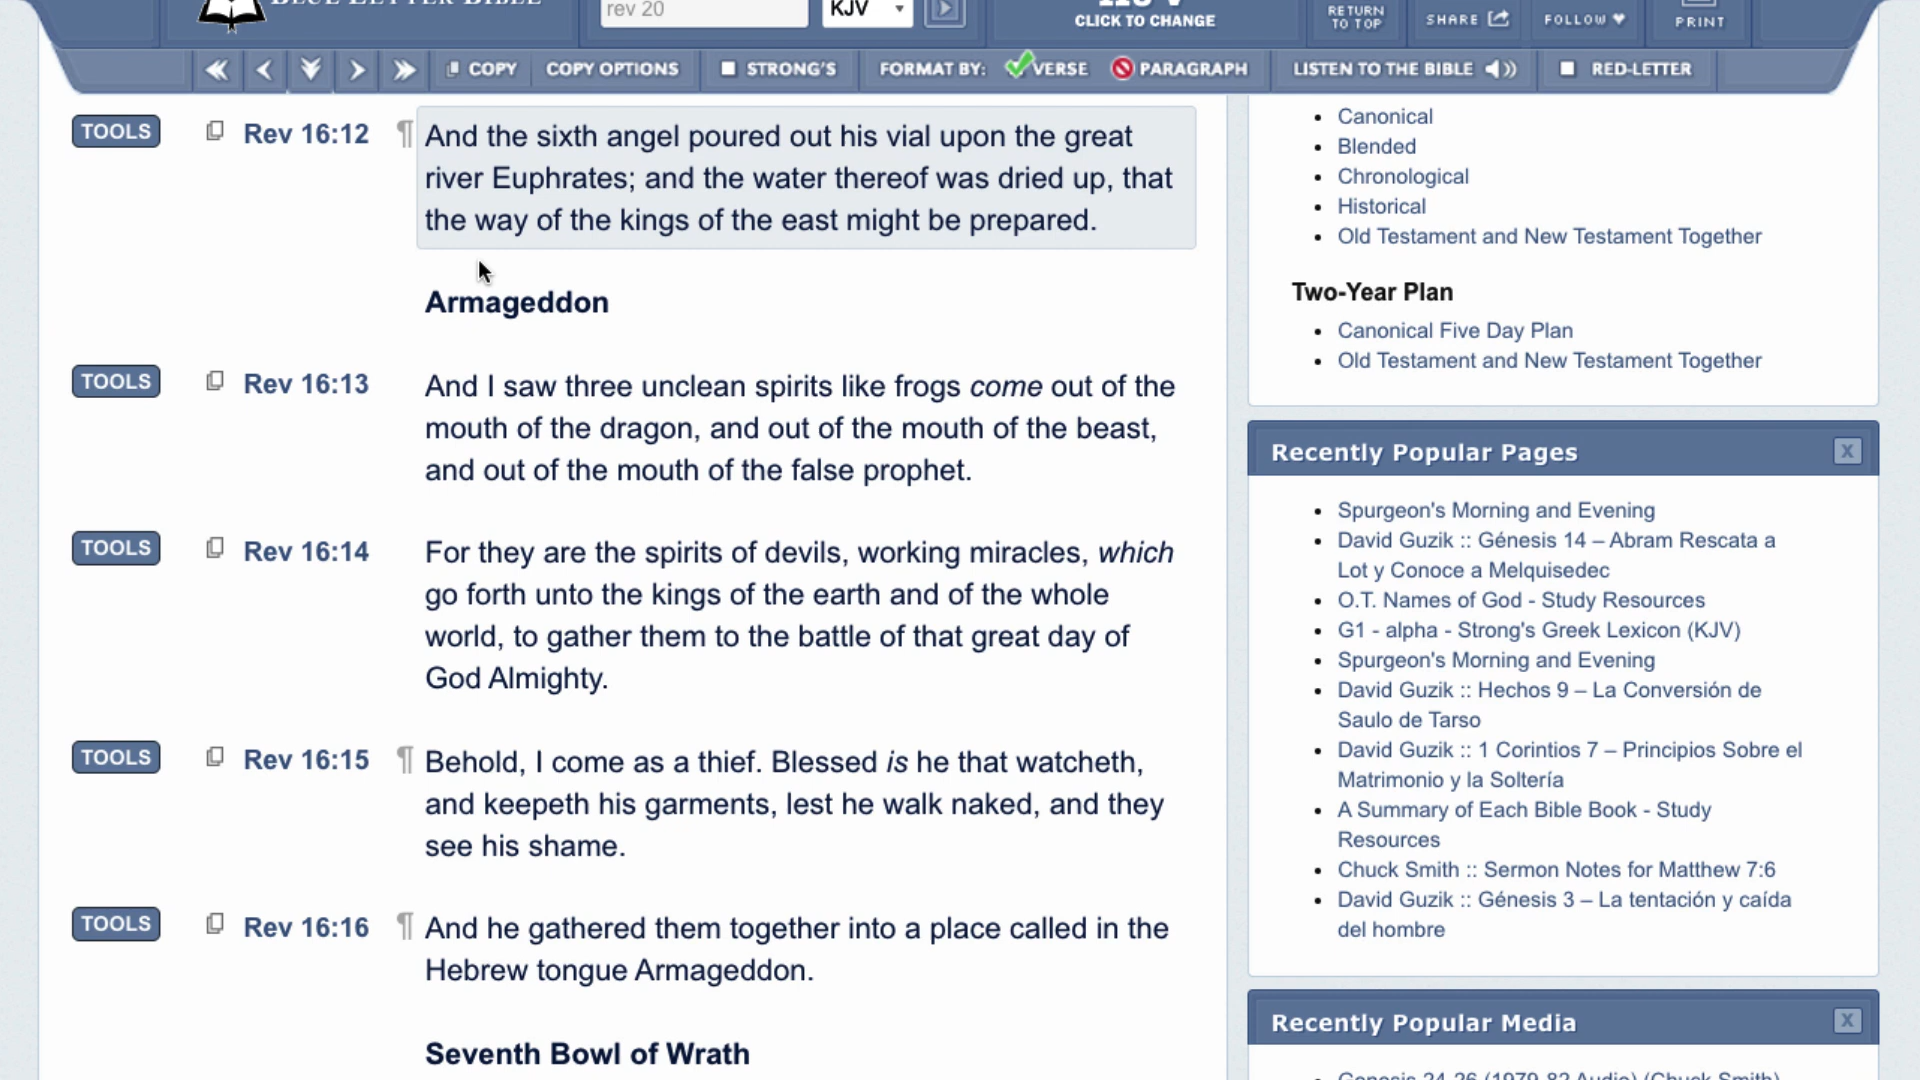 BLUE LETTER BIBLE
rev 20
KJV
CLICK TO CHANGE
RETURN
TO TOP
SHARE
FOLLOW
PRINT
COPY
COPY OPTIONS
STRONG'S
FORMAT BY:
VERSE
PARAGRAPH
LISTEN TO THE BIBLE
RED-LETTER
TOOLS
Rev 16:12
¶
And the sixth angel poured out his vial upon the great
river Euphrates; and the water thereof was dried up, that
the way of the kings of the east might be prepared.
Armageddon
TOOLS
Rev 16:13
And I saw three unclean spirits like frogs come out of the
mouth of the dragon, and out of the mouth of the beast,
and out of the mouth of the false prophet.
TOOLS
Rev 16:14
For they are the spirits of devils, working miracles, which
go forth unto the kings of the earth and of the whole
world, to gather them to the battle of that great day of
God Almighty.
TOOLS
Rev 16:15
¶
Behold, I come as a thief. Blessed is he that watcheth,
and keepeth his garments, lest he walk naked, and they
see his shame.
TOOLS
Rev 16:16
¶
And he gathered them together into a place called in the
Hebrew tongue Armageddon.
Seventh Bowl of Wrath
Canonical
Blended
Chronological
Historical
Old Testament and New Testament Together
Two-Year Plan
Canonical Five Day Plan
Old Testament and New Testament Together
Recently Popular Pages
X
Spurgeon's Morning and Evening
David Guzik :: Génesis 14 – Abram Rescata a
Lot y Conoce a Melquisedec
O.T. Names of God - Study Resources
G1 - alpha - Strong's Greek Lexicon (KJV)
Spurgeon's Morning and Evening
David Guzik :: Hechos 9 – La Conversión de
Saulo de Tarso
David Guzik :: 1 Corintios 7 – Principios Sobre el
Matrimonio y la Soltería
A Summary of Each Bible Book - Study
Resources
Chuck Smith :: Sermon Notes for Matthew 7:6
David Guzik :: Génesis 3 – La tentación y caída
del hombre
Recently Popular Media
X
Genesis 24-26 (1979-82 Audio) (Chuck Smith)